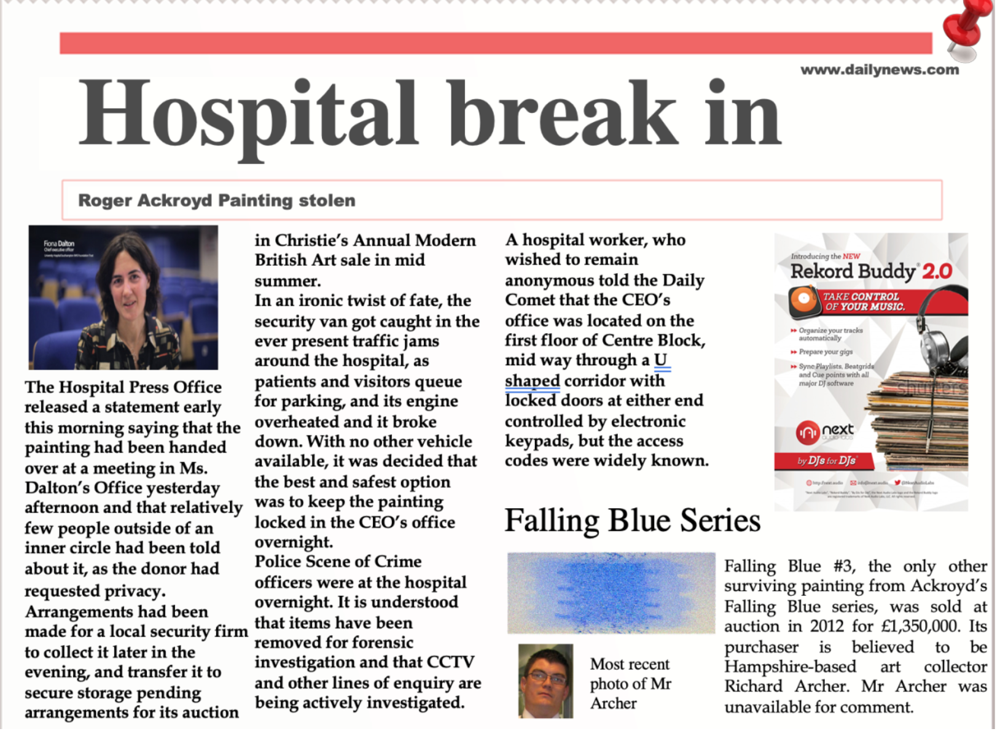 www.dailynews.com
Hospital break in
Roger Ackroyd Painting stolen
Fiona Dalton
Chief executive officer
The Hospital Press Office
released a statement early
this morning saying that the
painting had been handed
over at a meeting in Ms.
Dalton's Office yesterday
afternoon and that relatively
few people outside of an
inner circle had been told
about it, as the donor had
requested privacy.
Arrangements had been
made for a local security firm
to collect it later in the
evening, and transfer it to
secure storage pending
arrangements for its auction
in Christie's Annual Modern
British Art sale in mid
summer.
In an ironic twist of fate, the
security van got caught in the
ever present traffic jams
around the hospital, as
patients and visitors queue
for parking, and its engine
overheated and it broke
down. With no other vehicle
available, it was decided that
the best and safest option
was to keep the painting
locked in the CEO's office
overnight.
Police Scene of Crime
officers were at the hospital
overnight. It is understood
that items have been
removed for forensic
investigation and that CCTV
and other lines of enquiry are
being actively investigated.
A hospital worker, who
wished to remain
anonymous told the Daily
Comet that the CEO's
office was located on the
first floor of Centre Block,
mid way through a U
shaped corridor with
locked doors at either end
controlled by electronic
keypads, but the access
codes were widely known.
Introducing the NEW
Rekord Buddy® 2.0
TAKE CONTROL
OF YOUR MUSIC.
Organize your tracks
automatically
Prepare your gigs
Sync Playlists, Beatgrids
and Cue points with all
major DJ software
next
audio labs
by DJs for DJs
http://next.audio info@next.audio @NextAudioLabs
Falling Blue Series
Falling Blue #3, the only other
surviving painting from Ackroyd's
Falling Blue series, was sold at
auction in 2012 for £1,350,000. Its
purchaser is believed to be
Hampshire-based art collector
Richard Archer. Mr Archer was
unavailable for comment.
Most recent
photo of Mr
Archer